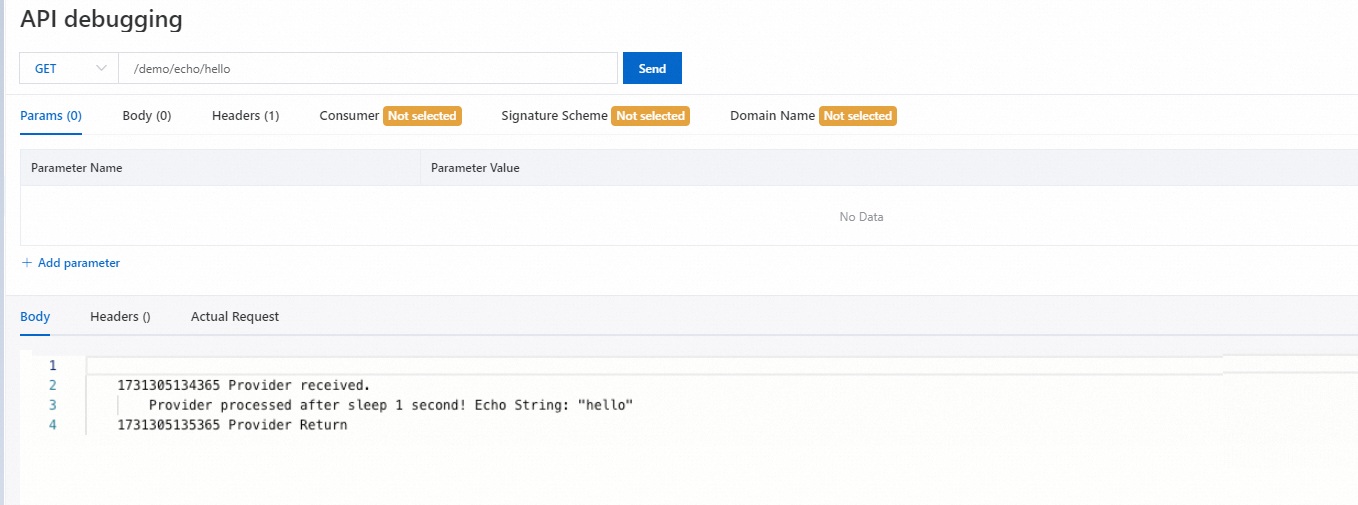 API debugging
GET /demo/echo/hello Send
Params (0) Body (0) Headers (1) Consumer Not selected Signature Scheme Not selected Domain Name Not selected
Parameter Name Parameter Value
No Data
+ Add parameter
Body Headers () Actual Request
1
2 1731305134365 Provider received.
3 Provider processed after sleep 1 second! Echo String: "hello"
4 1731305135365 Provider Return